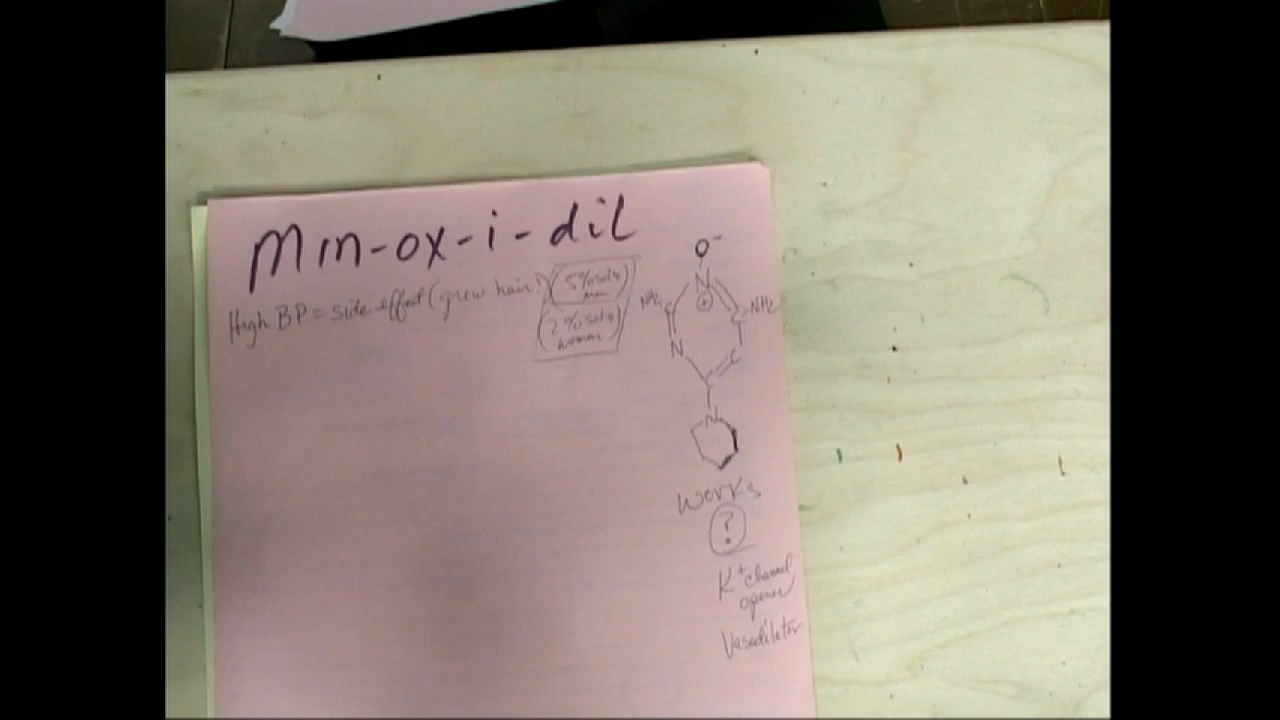 Min-ox-i-dil
High BP = side effect (grew hair!)
(5% soln
men)
(2% soln
women)
O⁻
N
⊕
NH₂
C
NH₂
N
C
C
N
Works
?
K⁺ channel
opener
Vasodilator